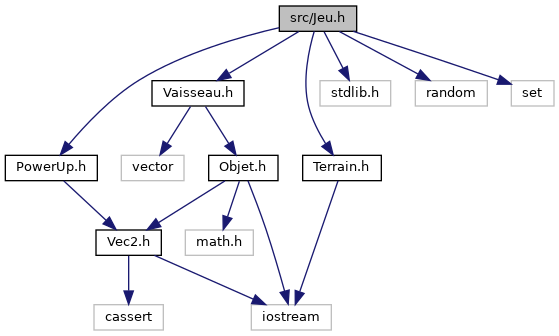 src/Jeu.h
Vaisseau.h
stdlib.h
random
set
PowerUp.h
vector
Objet.h
Terrain.h
Vec2.h
math.h
cassert
iostream